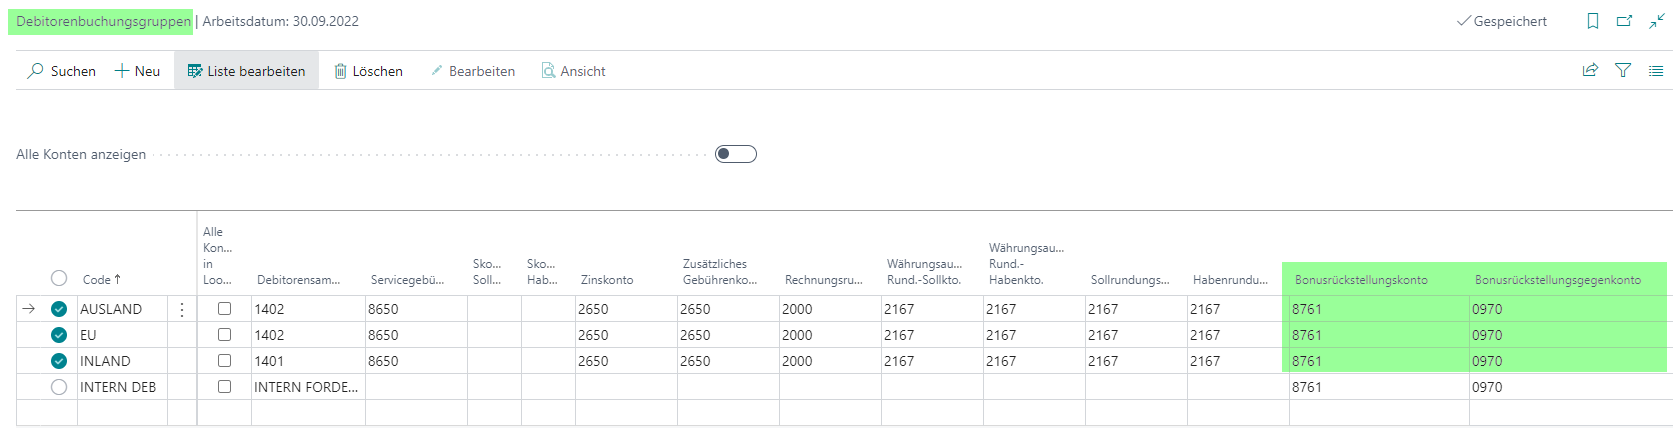 Debitorenbuchungsgruppen | Arbeitsdatum: 30.09.2022
Gespeichert
Suchen Neu Liste bearbeiten Löschen Bearbeiten Ansicht
Alle Konten anzeigen
Code ↑ Alle Kon... in Loo... Debitorensam... Servicegebü... Sko... Soll... Sko... Hab... Zinskonto Zusätzliches Gebührenko... Rechnungsru... Währungsau... Rund.-Sollkto. Währungsau... Rund.-Habenkto. Sollrundungs... Habenrundu... Bonusrückstellungskonto Bonusrückstellungsgegenkonto
AUSLAND 1402 8650 2650 2650 2000 2167 2167 2167 2167 8761 0970
EU 1402 8650 2650 2650 2000 2167 2167 2167 2167 8761 0970
INLAND 1401 8650 2650 2650 2000 2167 2167 2167 2167 8761 0970
INTERN DEB INTERN FORDE... 8761 0970